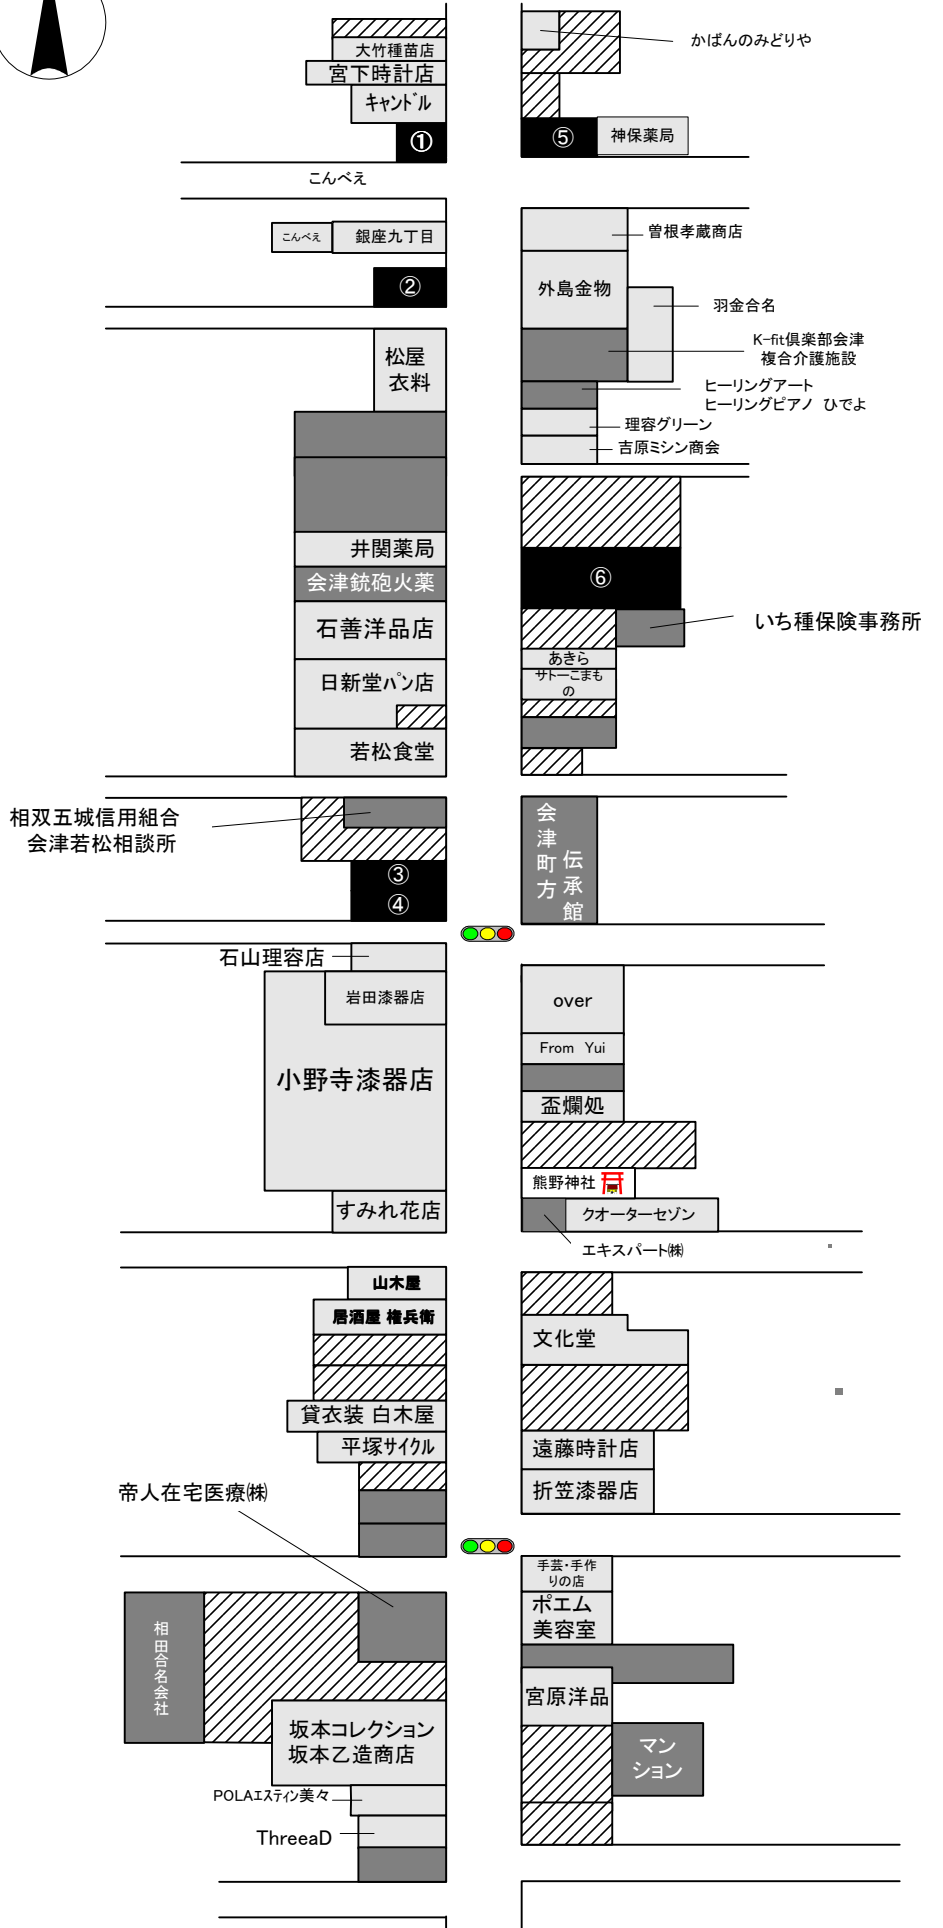 大竹種苗店
宮下時計店
キャンドル
①
こんべえ
こんべえ
銀座九丁目
②
松屋
衣料
井関薬局
会津銃砲火薬
石善洋品店
日新堂パン店
若松食堂
相双五城信用組合
会津若松相談所
③
④
石山理容店
岩田漆器店
小野寺漆器店
すみれ花店
山木屋
居酒屋 権兵衛
貸衣装 白木屋
平塚サイクル
帝人在宅医療㈱
相田合名会社
坂本コレクション
坂本乙造商店
POLAエスティン美々
ThreeaD
かばんのみどりや
⑤
神保薬局
曽根孝蔵商店
外島金物
羽金合名
K-fit倶楽部会津
複合介護施設
ヒーリングアート
ヒーリングピアノ ひでよ
理容グリーン
吉原ミシン商会
⑥
いち種保険事務所
あきら
サトーこまも
の
会津町方
伝承館
over
From Yui
盃爛処
熊野神社
クオーターセゾン
エキスパート㈱
文化堂
遠藤時計店
折笠漆器店
手芸・手作
りの店
ポエム
美容室
宮原洋品
マン
ション